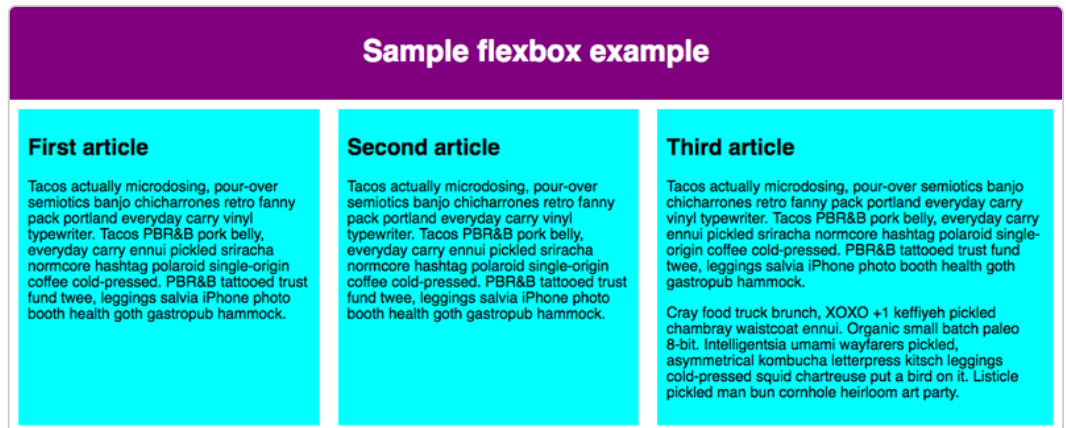 Sample flexbox example
First article
Tacos actually microdosing, pour-over
semiotics banjo chicharrones retro fanny
pack portland everyday carry vinyl
typewriter. Tacos PBR&B pork belly,
everyday carry ennui pickled sriracha
normcore hashtag polaroid single-origin
coffee cold-pressed. PBR&B tattooed trust
fund twee, leggings salvia iPhone photo
booth health goth gastropub hammock.
Second article
Tacos actually microdosing, pour-over
semiotics banjo chicharrones retro fanny
pack portland everyday carry vinyl
typewriter. Tacos PBR&B pork belly,
everyday carry ennui pickled sriracha
normcore hashtag polaroid single-origin
coffee cold-pressed. PBR&B tattooed trust
fund twee, leggings salvia iPhone photo
booth health goth gastropub hammock.
Third article
Tacos actually microdosing, pour-over semiotics banjo
chicharrones retro fanny pack portland everyday carry
vinyl typewriter. Tacos PBR&B pork belly, everyday carry
ennui pickled sriracha normcore hashtag polaroid single-
origin coffee cold-pressed. PBR&B tattooed trust fund
twee, leggings salvia iPhone photo booth health goth
gastropub hammock.
Cray food truck brunch, XOXO +1 keffiyeh pickled
chambray waistcoat ennui. Organic small batch paleo
8-bit. Intelligentsia umami wayfarers pickled,
asymmetrical kombucha letterpress kitsch leggings
cold-pressed squid chartreuse put a bird on it. Listicle
pickled man bun cornhole heirloom art party.